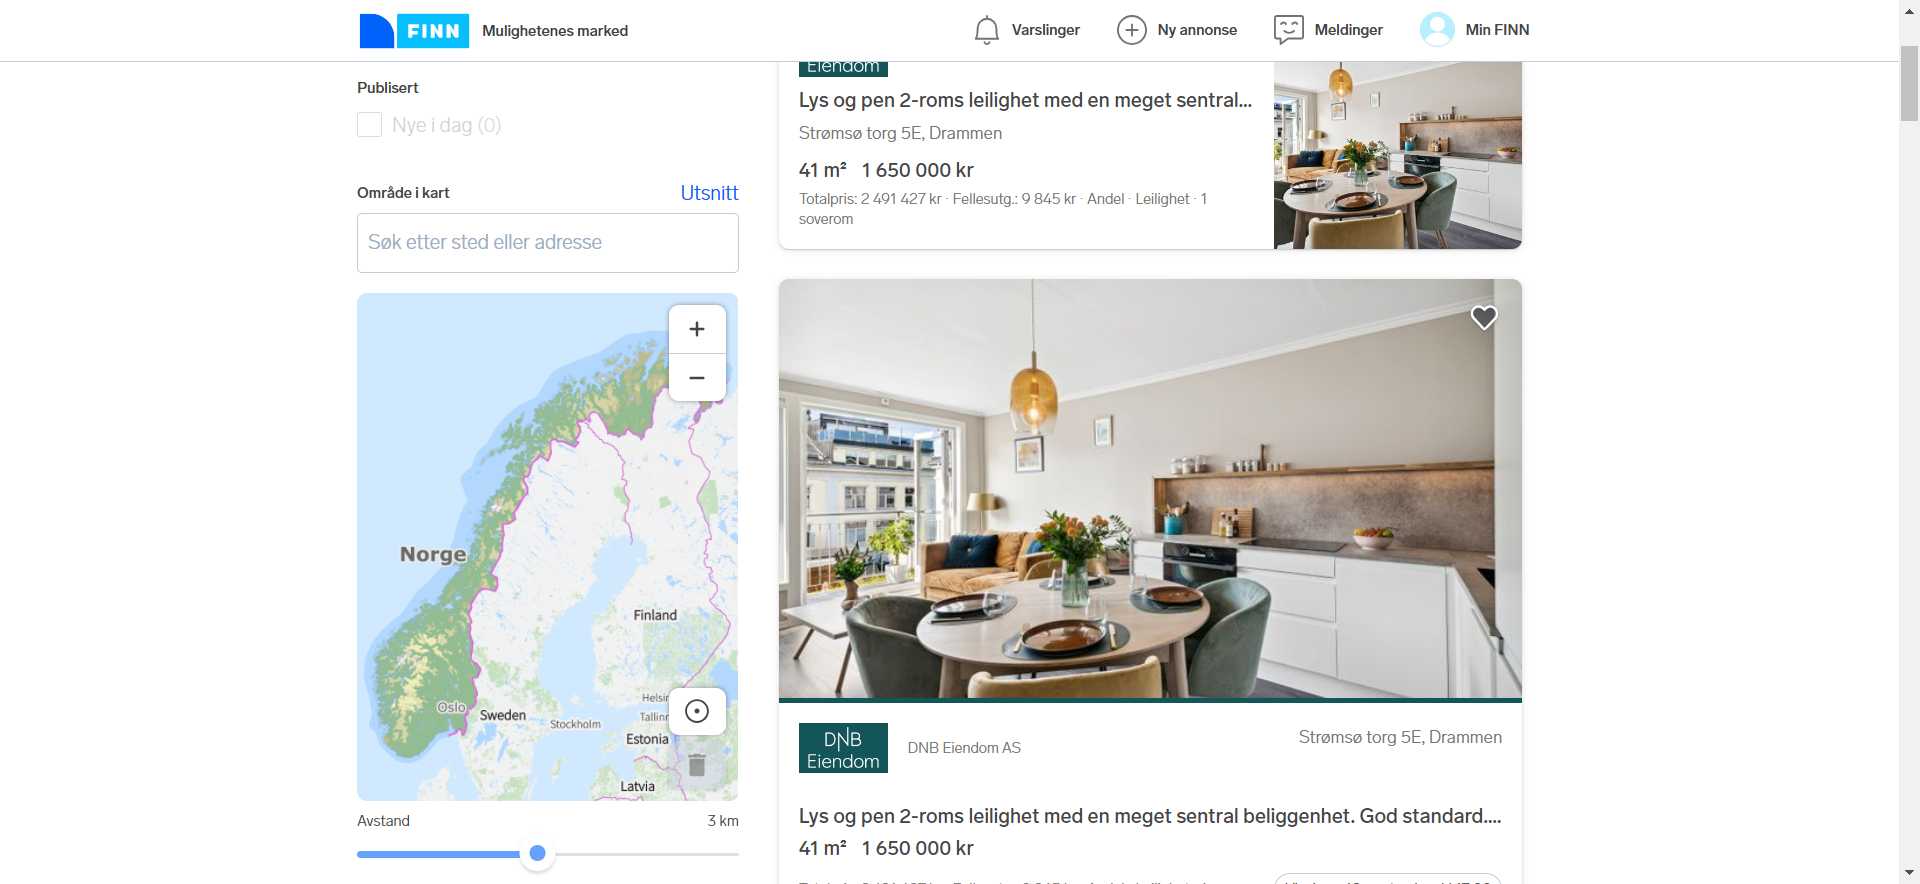 FINN
Mulighetenes marked
Varslinger
Ny annonse
Meldinger
Min FINN
Publisert
Nye i dag (0)
Område i kart
Utsnitt
Søk etter sted eller adresse
Norge
Finland
Oslo
Sweden
Stockholm
Estonia
Latvia
Avstand
3 km
Eiendom
Lys og pen 2-roms leilighet med en meget sentral...
Strømsø torg 5E, Drammen
41 m² 1 650 000 kr
Totalpris: 2 491 427 kr · Fellesutg.: 9 845 kr · Andel · Leilighet · 1
soverom
DNB
Eiendom
DNB Eiendom AS
Strømsø torg 5E, Drammen
Lys og pen 2-roms leilighet med en meget sentral beliggenhet. God standard....
41 m² 1 650 000 kr